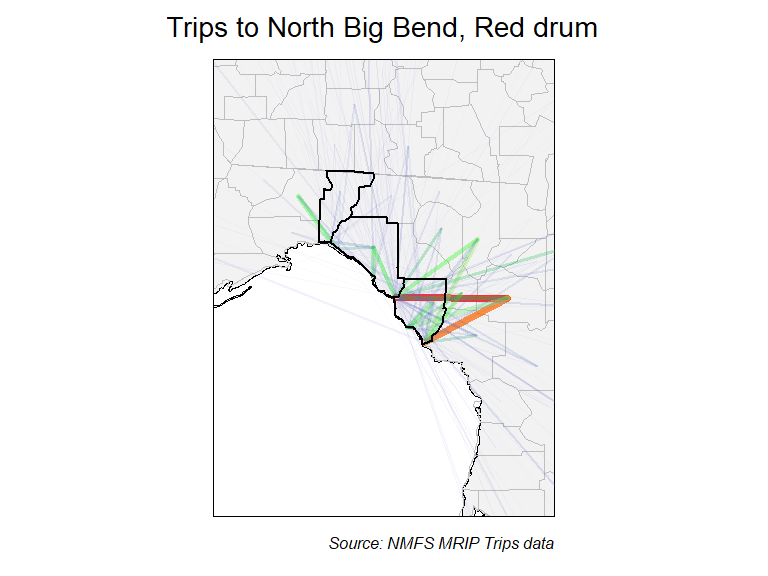 Trips to North Big Bend, Red drum
Source: NMFS MRIP Trips data